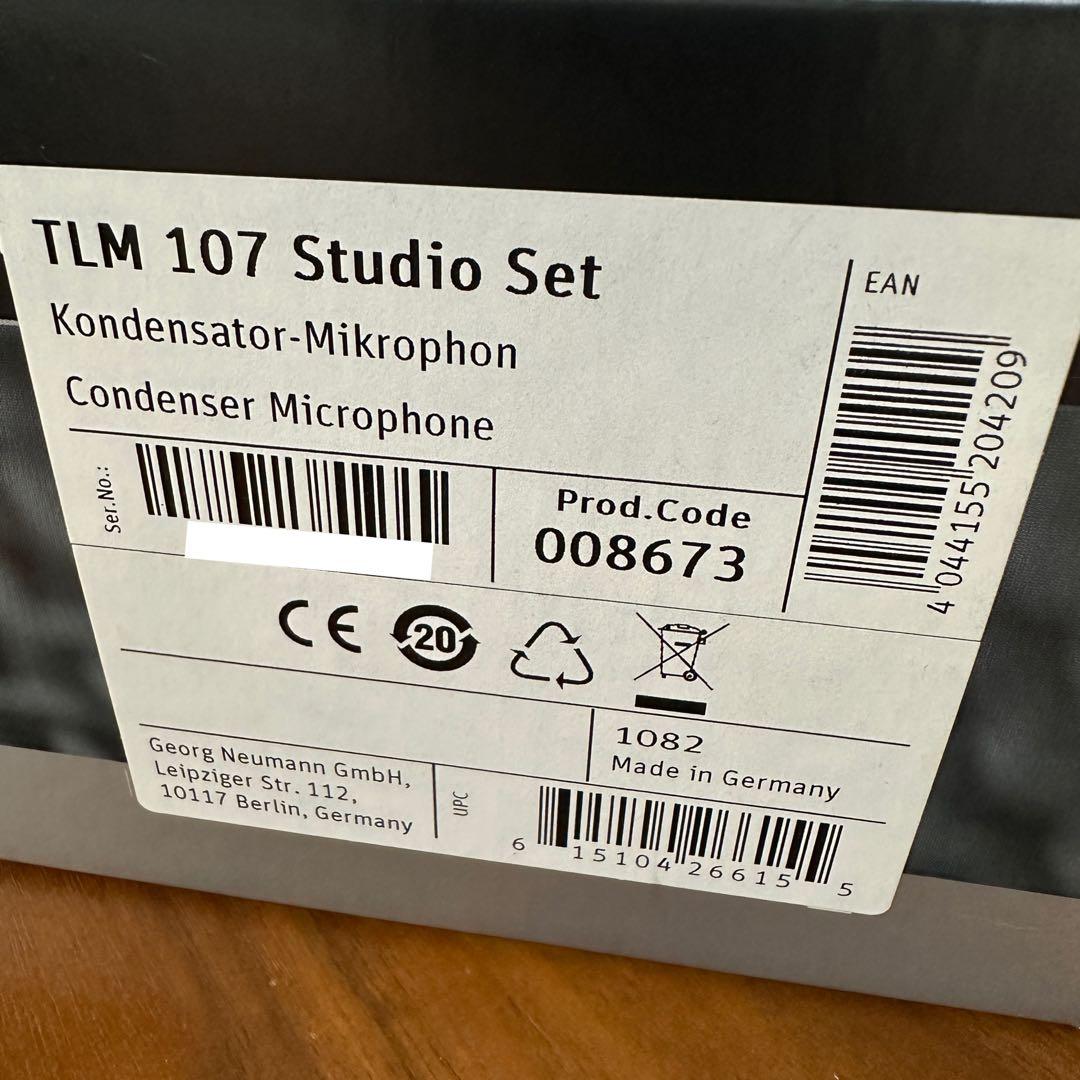 TLM 107 Studio Set
Kondensator-Mikrophon
Condenser Microphone
EAN
4 044155 204209
Ser.No.:
Prod.Code
008673
CE
20
1082
Made in Germany
Georg Neumann GmbH,
Leipziger Str. 112,
10117 Berlin, Germany
UPC
6 15104 26615 5